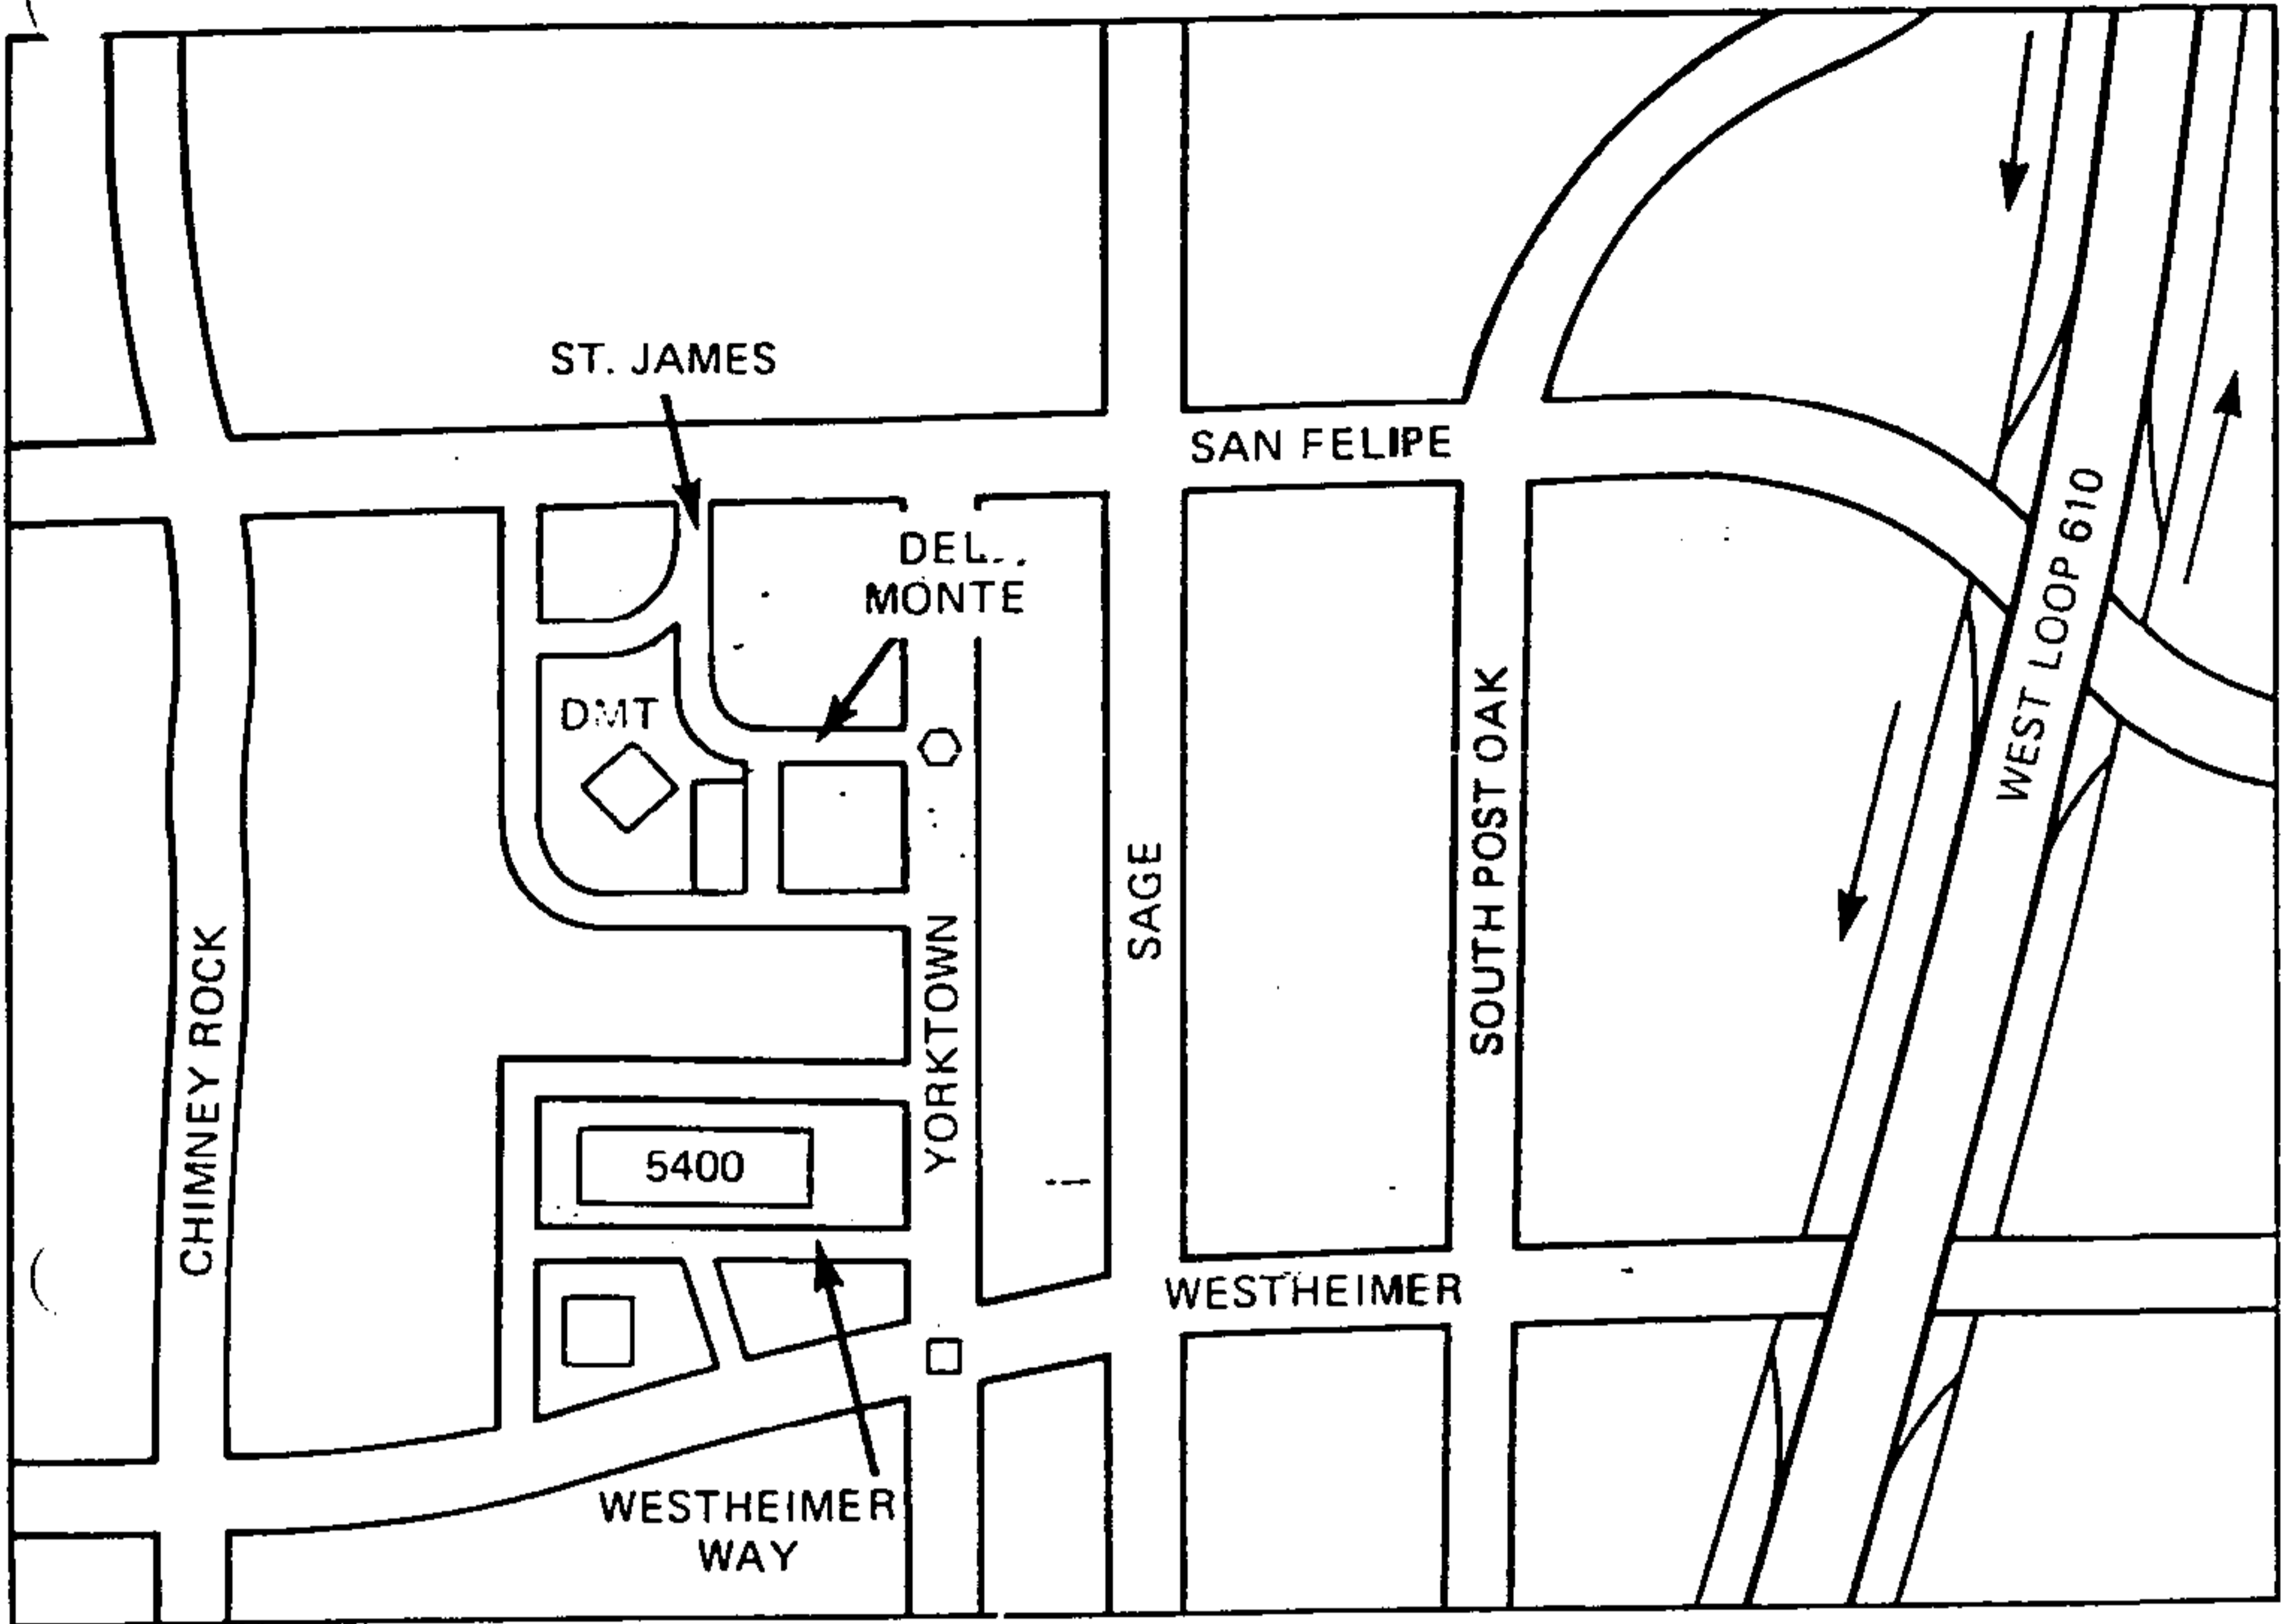 ST. JAMES
SAN FELIPE
DEL
MONTE
WEST LOOP 610
DMT
SOUTH POST OAK
SAGE
YORKTOWN
CHIMNEY ROCK
5400
WESTHEIMER
WESTHEIMER
WAY